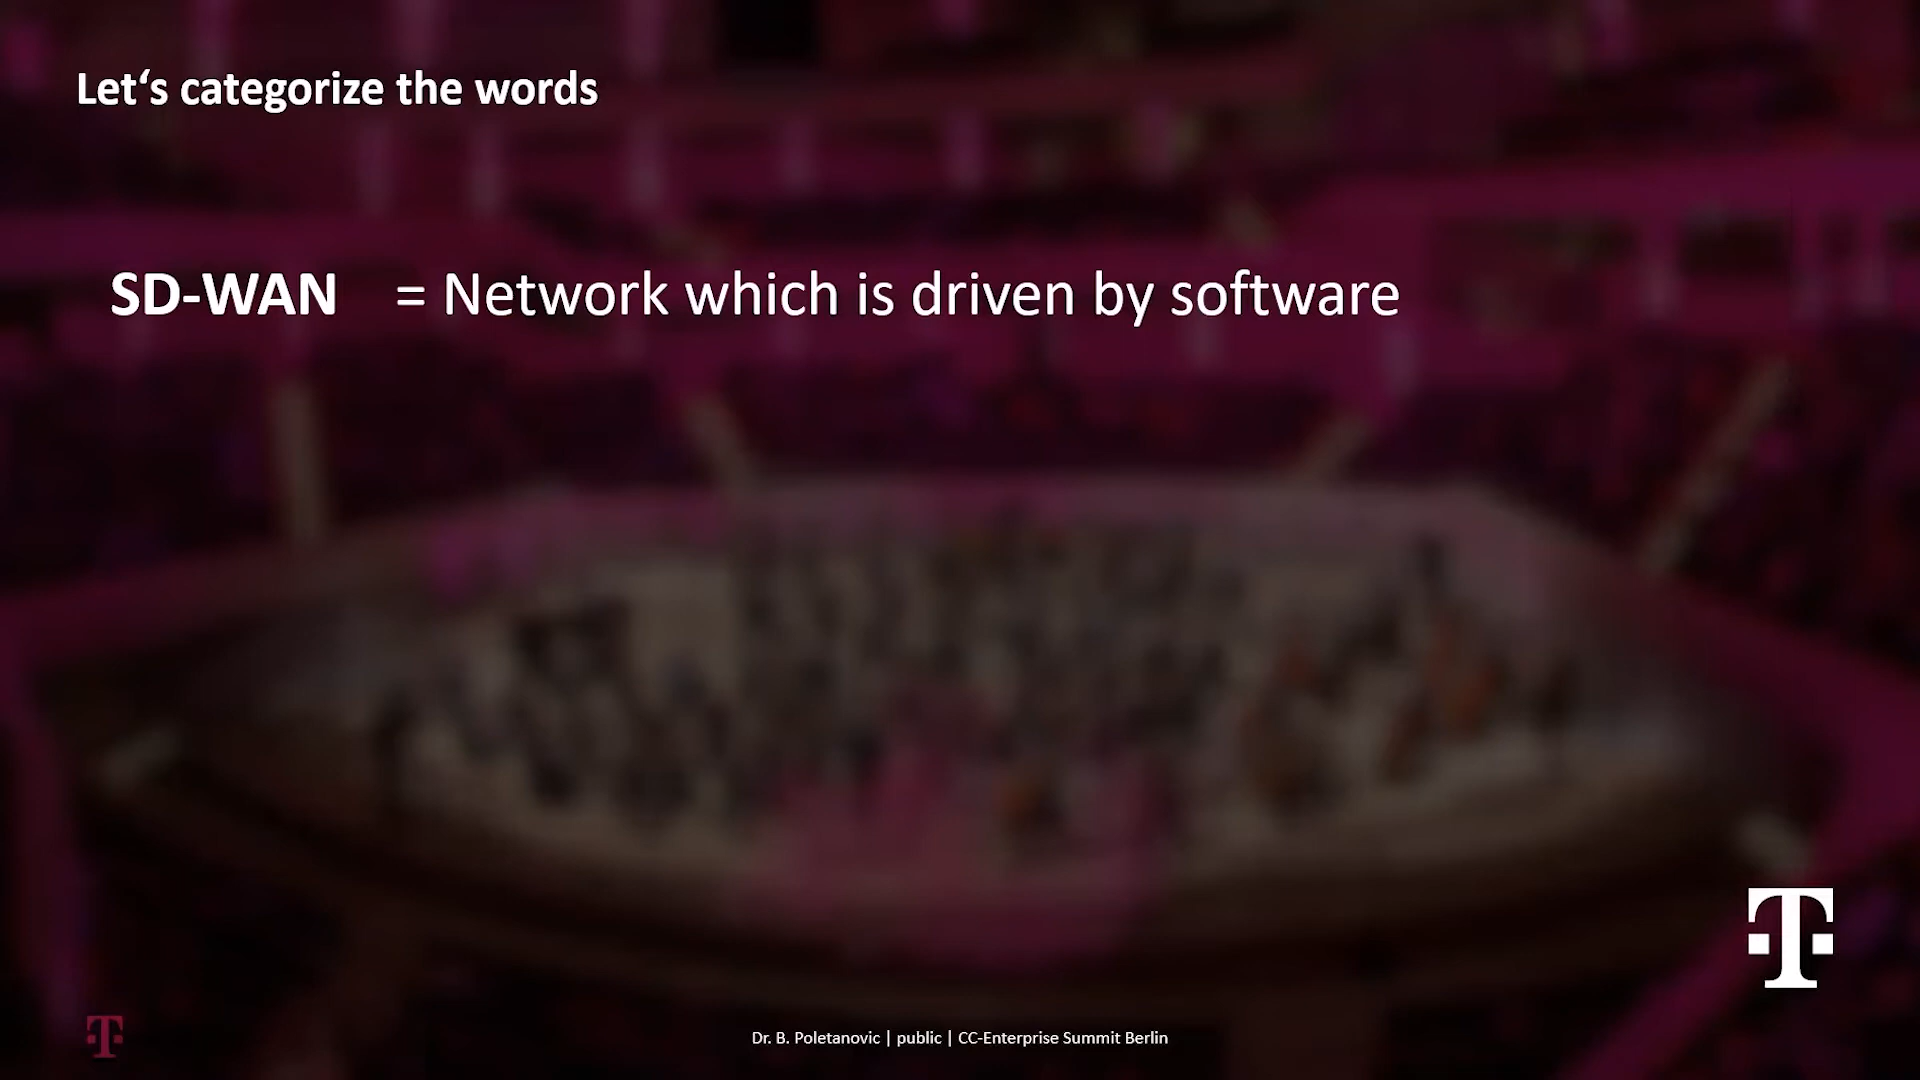 Let‘s categorize the words
SD-WAN = Network which is driven by software
T
T
Dr. B. Poletanovic | public | CC-Enterprise Summit Berlin